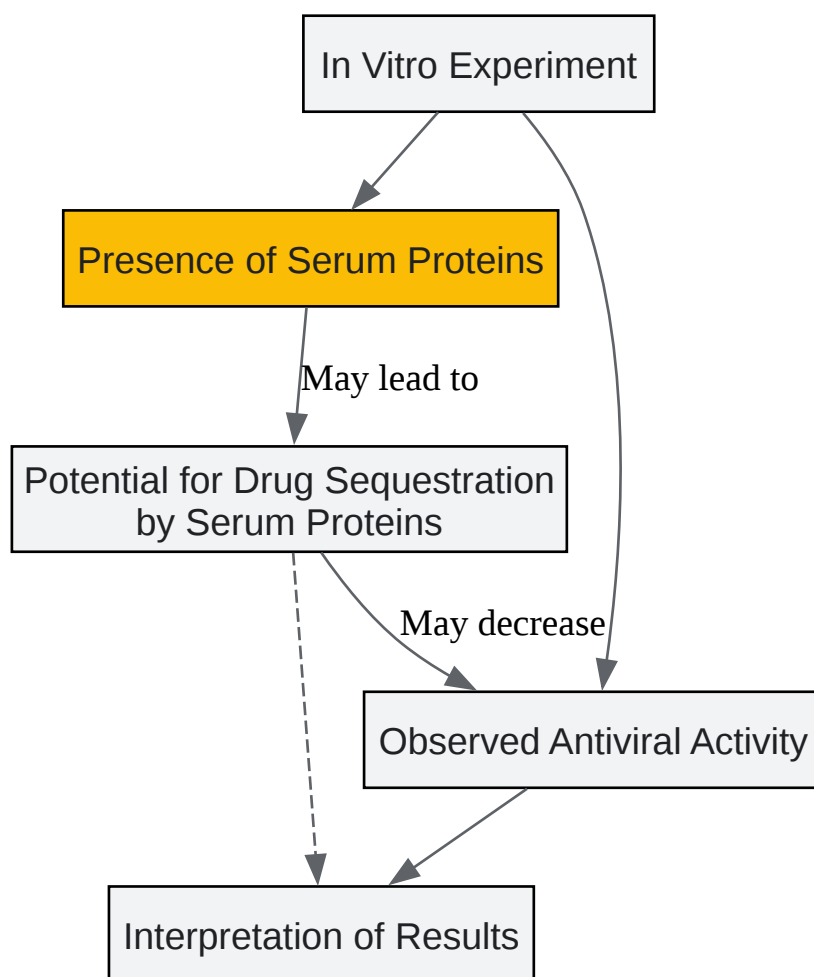 In Vitro Experiment
Presence of Serum Proteins
May lead to
Potential for Drug Sequestration
by Serum Proteins
May decrease
Observed Antiviral Activity
Interpretation of Results